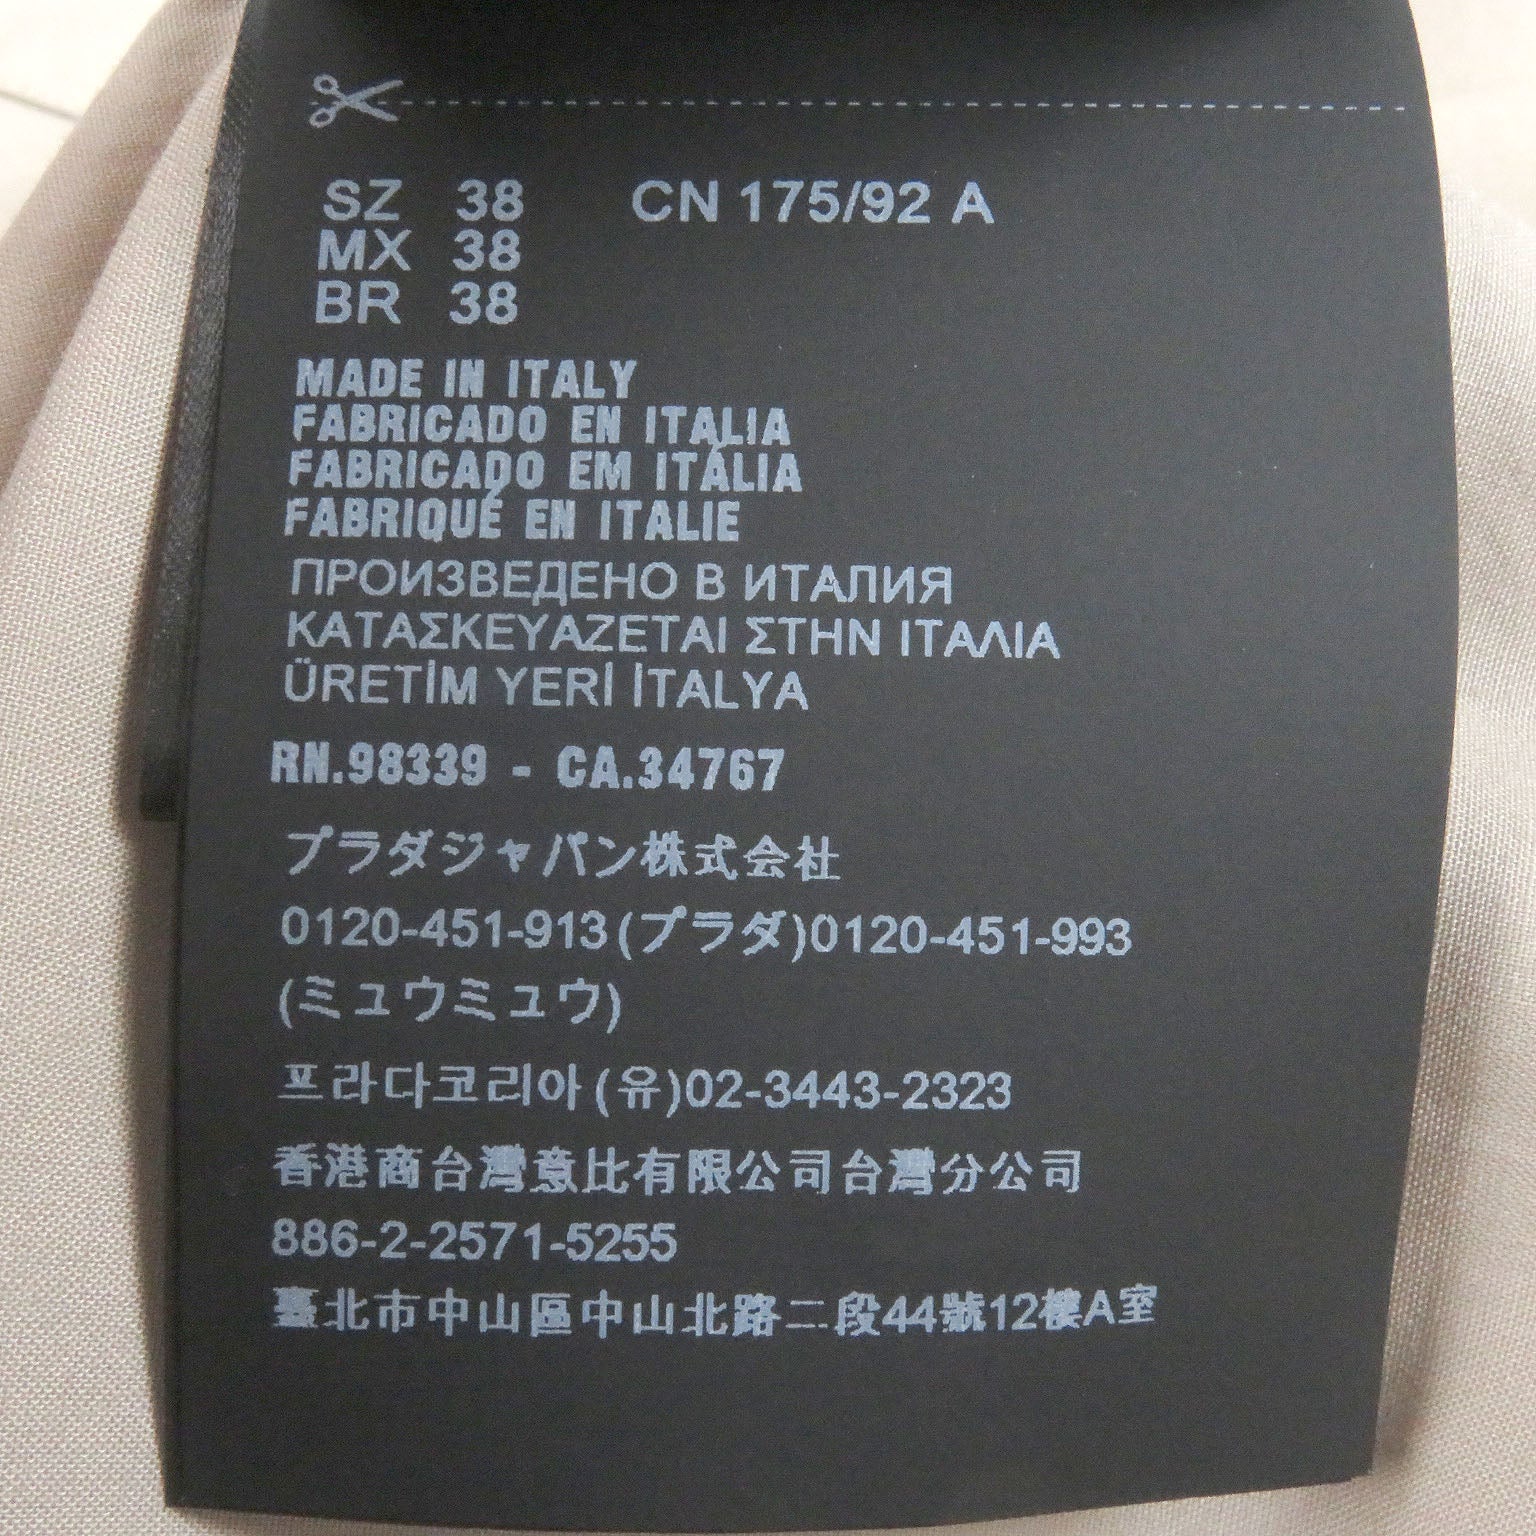 SZ 38 CN 175/92 A
MX 38
BR 38
MADE IN ITALY
FABRICADO EN ITALIA
FABRICADO EM ITÁLIA
FABRIQUÉ EN ITALIE
ПРОИЗВЕДЕНО В ИТАЛИЯ
ΚΑΤΑΣΚΕΥΑΖΕΤΑΙ ΣΤΗΝ ΙΤΑΛΙΑ
ÜRETİM YERİ İTALYA
RN.98339 - CA.34767
プラダジャパン株式会社
0120-451-913(プラダ)0120-451-993
(ミュウミュウ)
프라다코리아(유)02-3443-2323
香港商台灣意比有限公司台灣分公司
886-2-2571-5255
臺北市中山區中山北路二段44號12樓A室